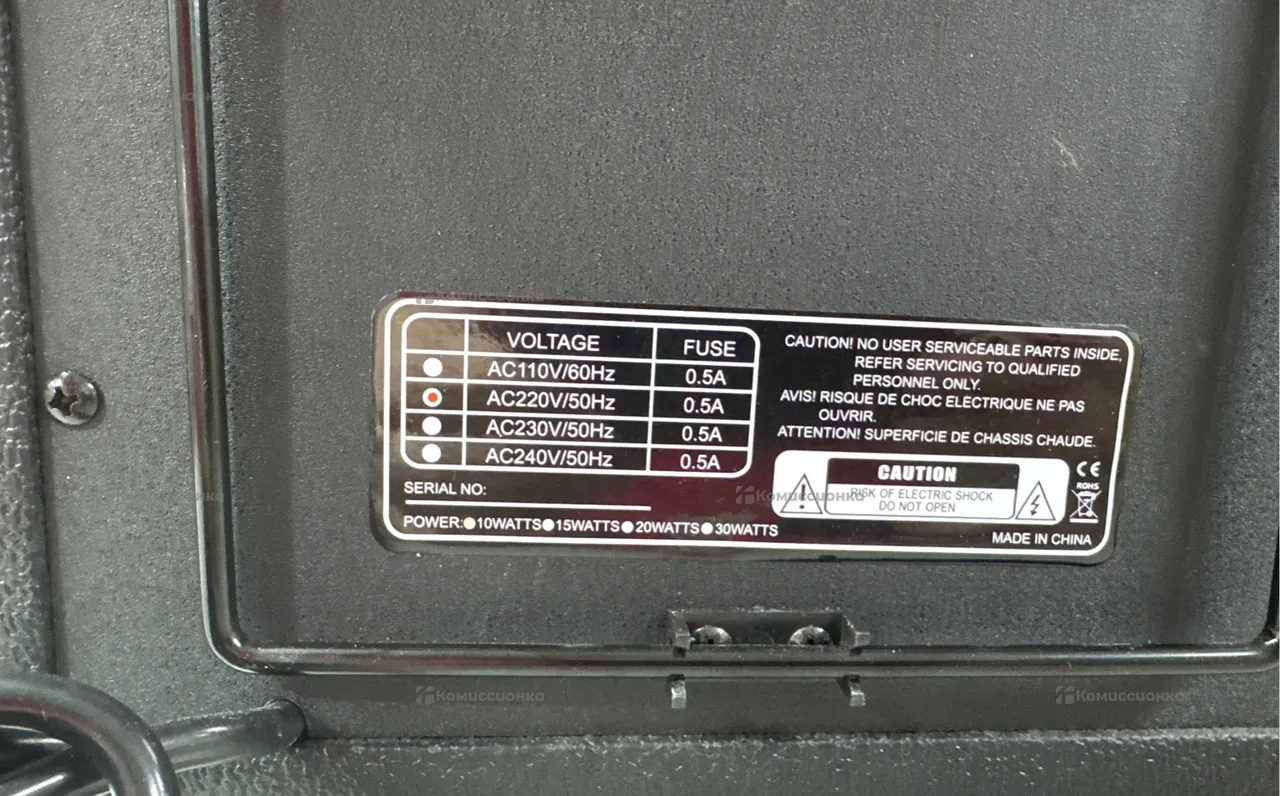 VOLTAGE FUSE
AC110V/60Hz 0.5A
AC220V/50Hz 0.5A
AC230V/50Hz 0.5A
AC240V/50Hz 0.5A
SERIAL NO:
POWER: 10WATTS 15WATTS 20WATTS 30WATTS
CAUTION! NO USER SERVICEABLE PARTS INSIDE,
REFER SERVICING TO QUALIFIED
PERSONNEL ONLY.
AVIS! RISQUE DE CHOC ELECTRIQUE NE PAS
OUVRIR.
ATTENTION! SUPERFICIE DE CHASSIS CHAUDE.
CAUTION
RISK OF ELECTRIC SHOCK
DO NOT OPEN
CE
ROHS
MADE IN CHINA
Комиссионка
Комиссионка
Комиссионка
Комиссионка